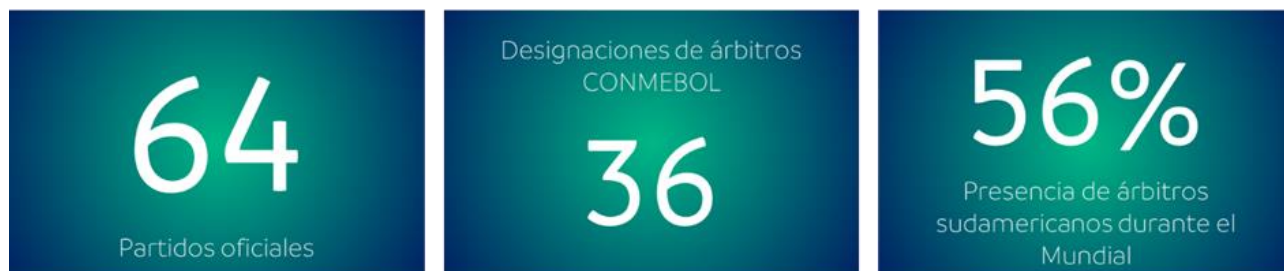 64
Partidos oficiales
Designaciones de árbitros
CONMEBOL
36
56%
Presencia de árbitros
sudamericanos durante el
Mundial